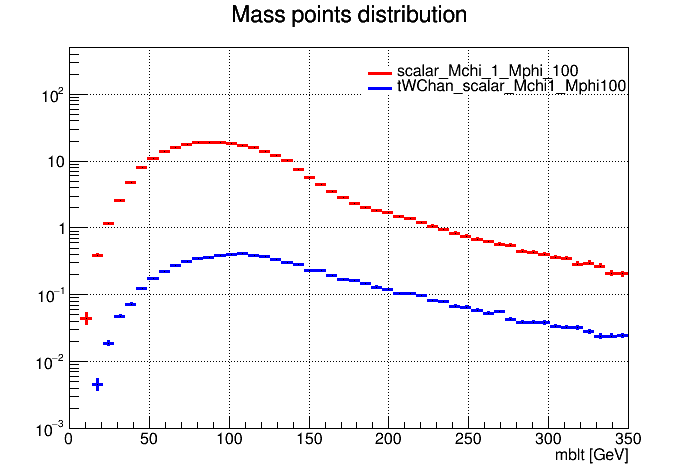 Mass points distribution
scalar_Mchi_1_Mphi_100
tWChan_scalar_Mchi1_Mphi100
10²
10
1
10⁻¹
10⁻²
10⁻³
0 50 100 150 200 250 300 350
mblt [GeV]